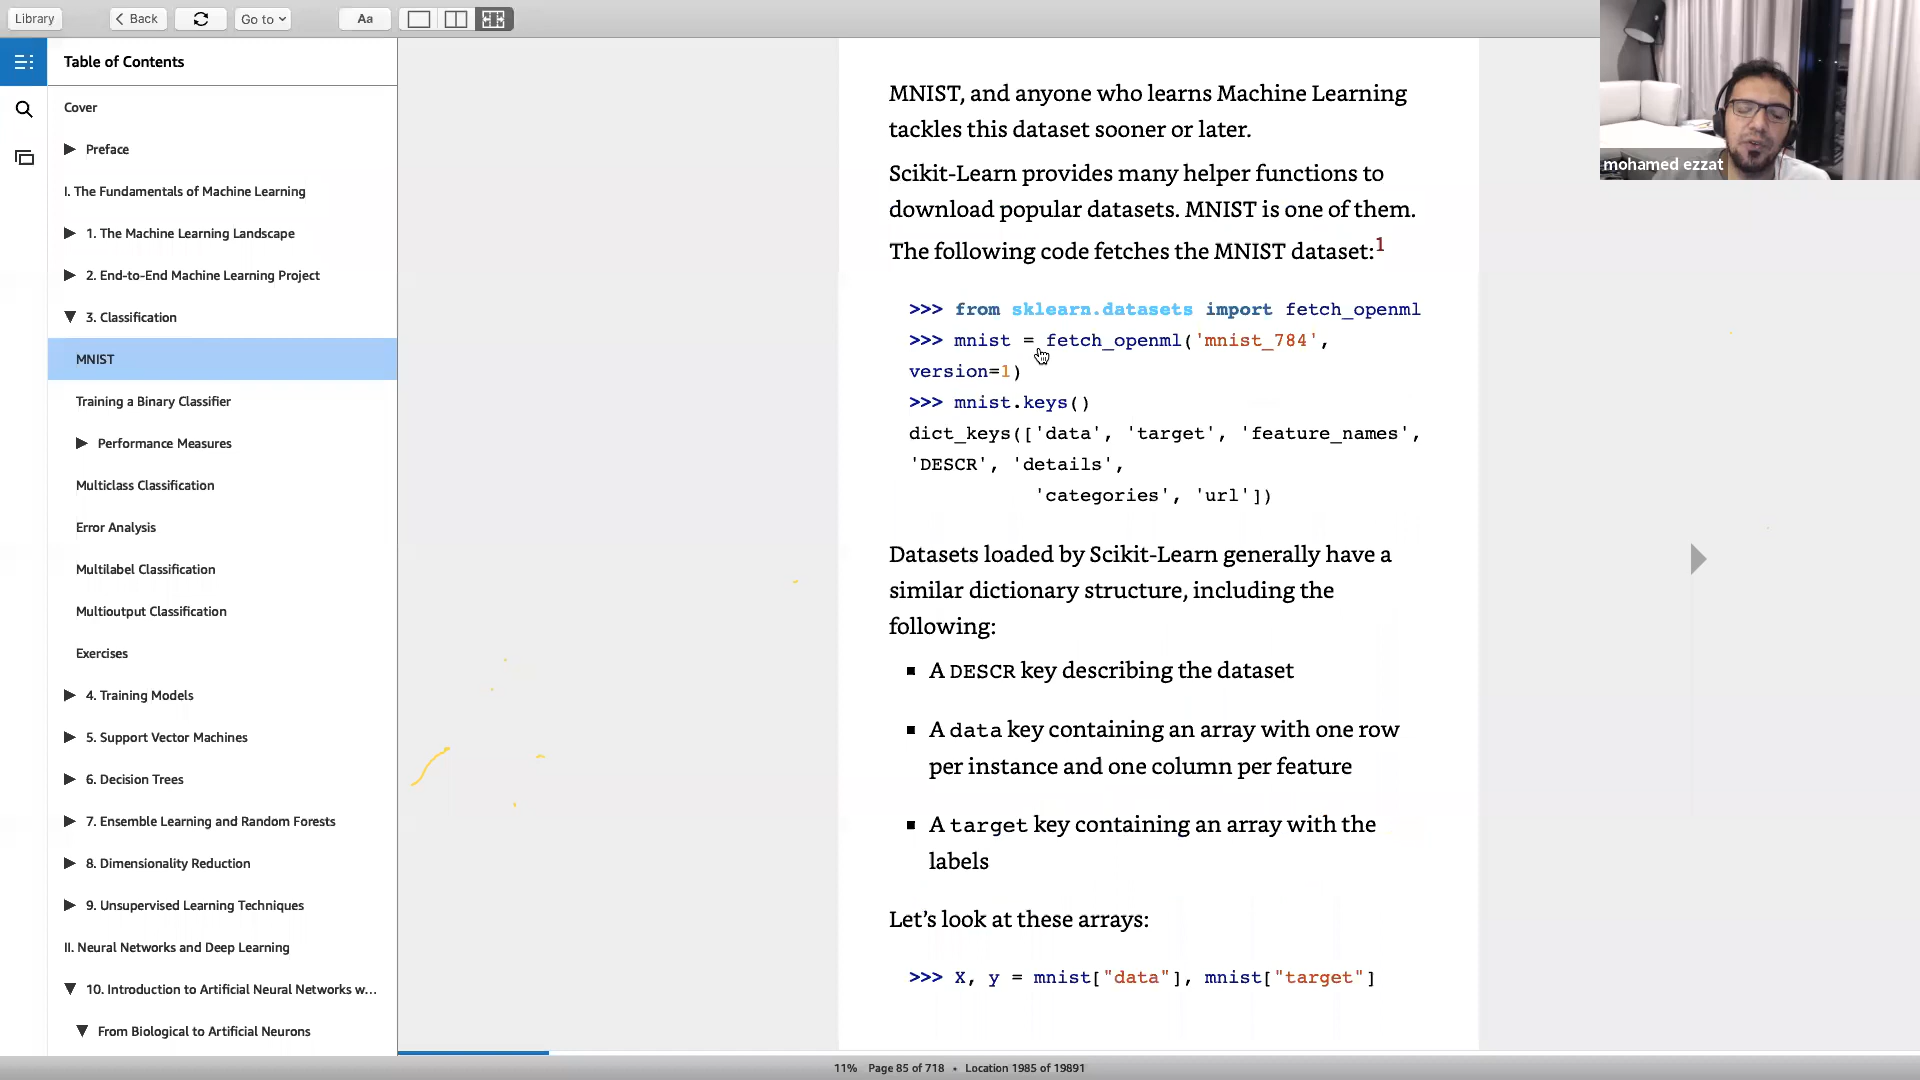 Library
Back
Go to
Aa
Table of Contents
Cover
Preface
I. The Fundamentals of Machine Learning
1. The Machine Learning Landscape
2. End-to-End Machine Learning Project
3. Classification
MNIST
Training a Binary Classifier
Performance Measures
Multiclass Classification
Error Analysis
Multilabel Classification
Multioutput Classification
Exercises
4. Training Models
5. Support Vector Machines
6. Decision Trees
7. Ensemble Learning and Random Forests
8. Dimensionality Reduction
9. Unsupervised Learning Techniques
II. Neural Networks and Deep Learning
10. Introduction to Artificial Neural Networks w...
From Biological to Artificial Neurons
MNIST, and anyone who learns Machine Learning
tackles this dataset sooner or later.
Scikit-Learn provides many helper functions to
download popular datasets. MNIST is one of them.
The following code fetches the MNIST dataset:1
>>> from sklearn.datasets import fetch_openml
>>> mnist = fetch_openml('mnist_784',
version=1)
>>> mnist.keys()
dict_keys(['data', 'target', 'feature_names',
'DESCR', 'details',
'categories', 'url'])
Datasets loaded by Scikit-Learn generally have a
similar dictionary structure, including the
following:
▪ A DESCR key describing the dataset
▪ A data key containing an array with one row
per instance and one column per feature
▪ A target key containing an array with the
labels
Let's look at these arrays:
>>> X, y = mnist["data"], mnist["target"]
11% Page 85 of 718 • Location 1985 of 19891
mohamed ezzat